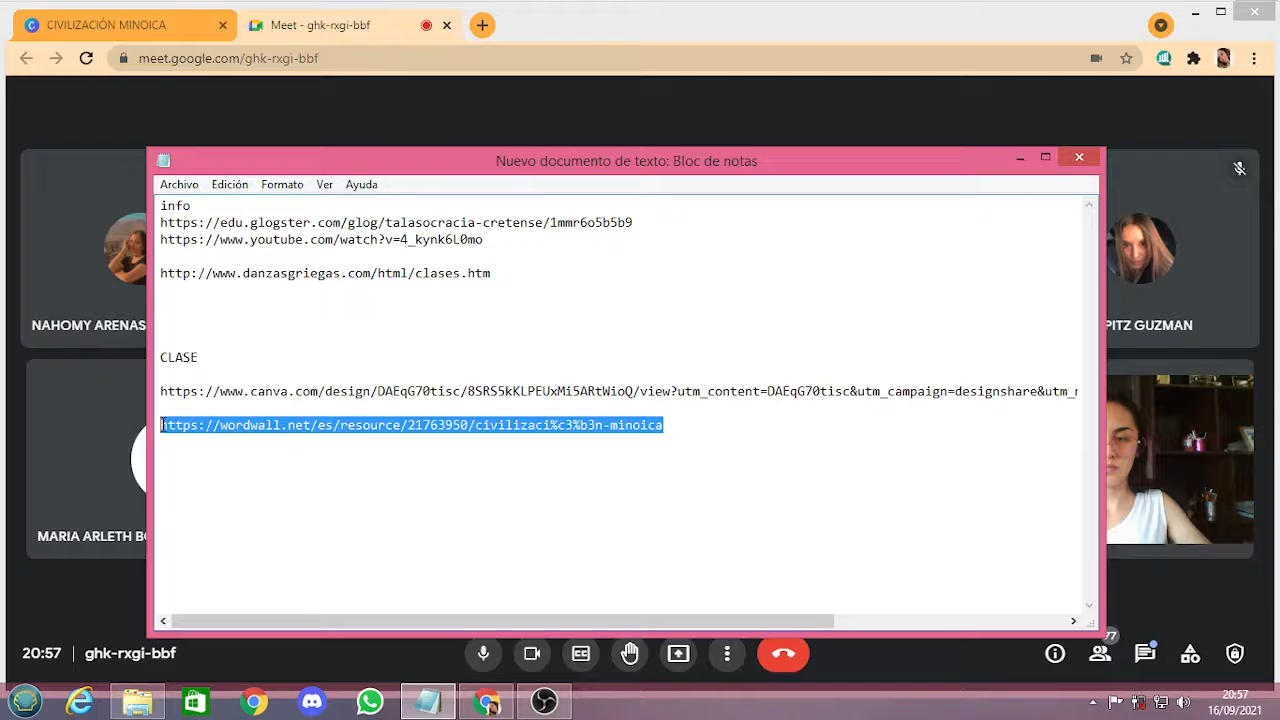 CIVILIZACIÓN MINOICA
Meet - ghk-rxgi-bbf
meet.google.com/ghk-rxgi-bbf
Nuevo documento de texto: Bloc de notas
Archivo Edición Formato Ver Ayuda
info
https://edu.glogster.com/glog/talasocracia-cretense/1mmr6o5b5b9
https://www.youtube.com/watch?v=4_kynk6L0mo
http://www.danzasgriegas.com/html/clases.htm
CLASE
https://www.canva.com/design/DAEqG70tisc/8SRS5kKLPEUxMi5ARtWioQ/view?utm_content=DAEqG70tisc&utm_campaign=designshare&utm_
https://wordwall.net/es/resource/21763950/civilizaci%c3%b3n-minoica
NAHOMY ARENAS
PITZ GUZMAN
MARIA ARLETH BO
20:57 ghk-rxgi-bbf
77
20:57
16/09/2021